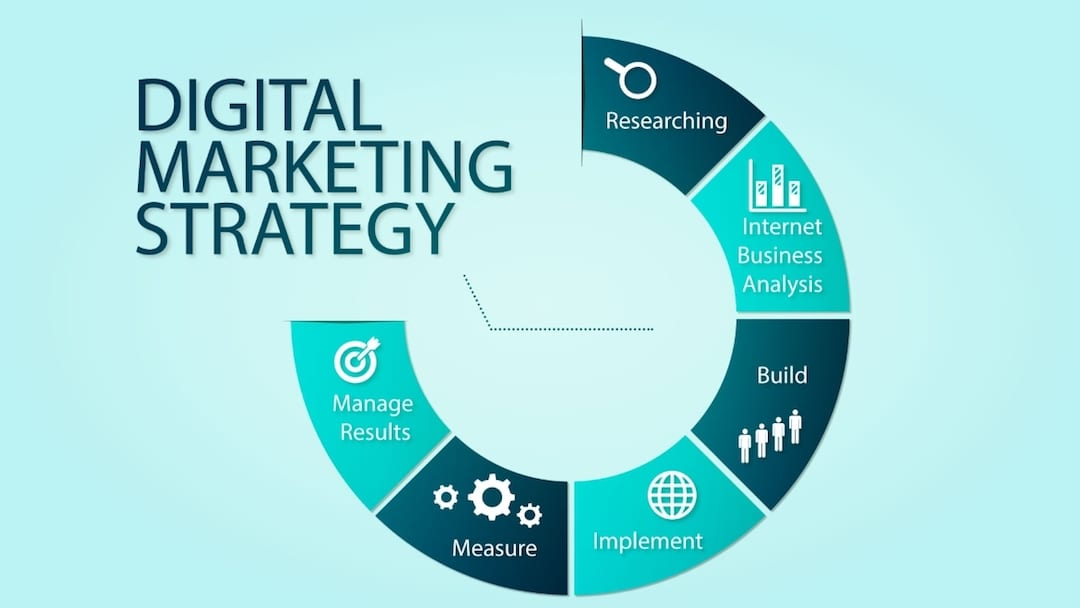 DIGITAL
MARKETING
STRATEGY
Researching
Internet
Business
Analysis
Build
Implement
Measure
Manage
Results